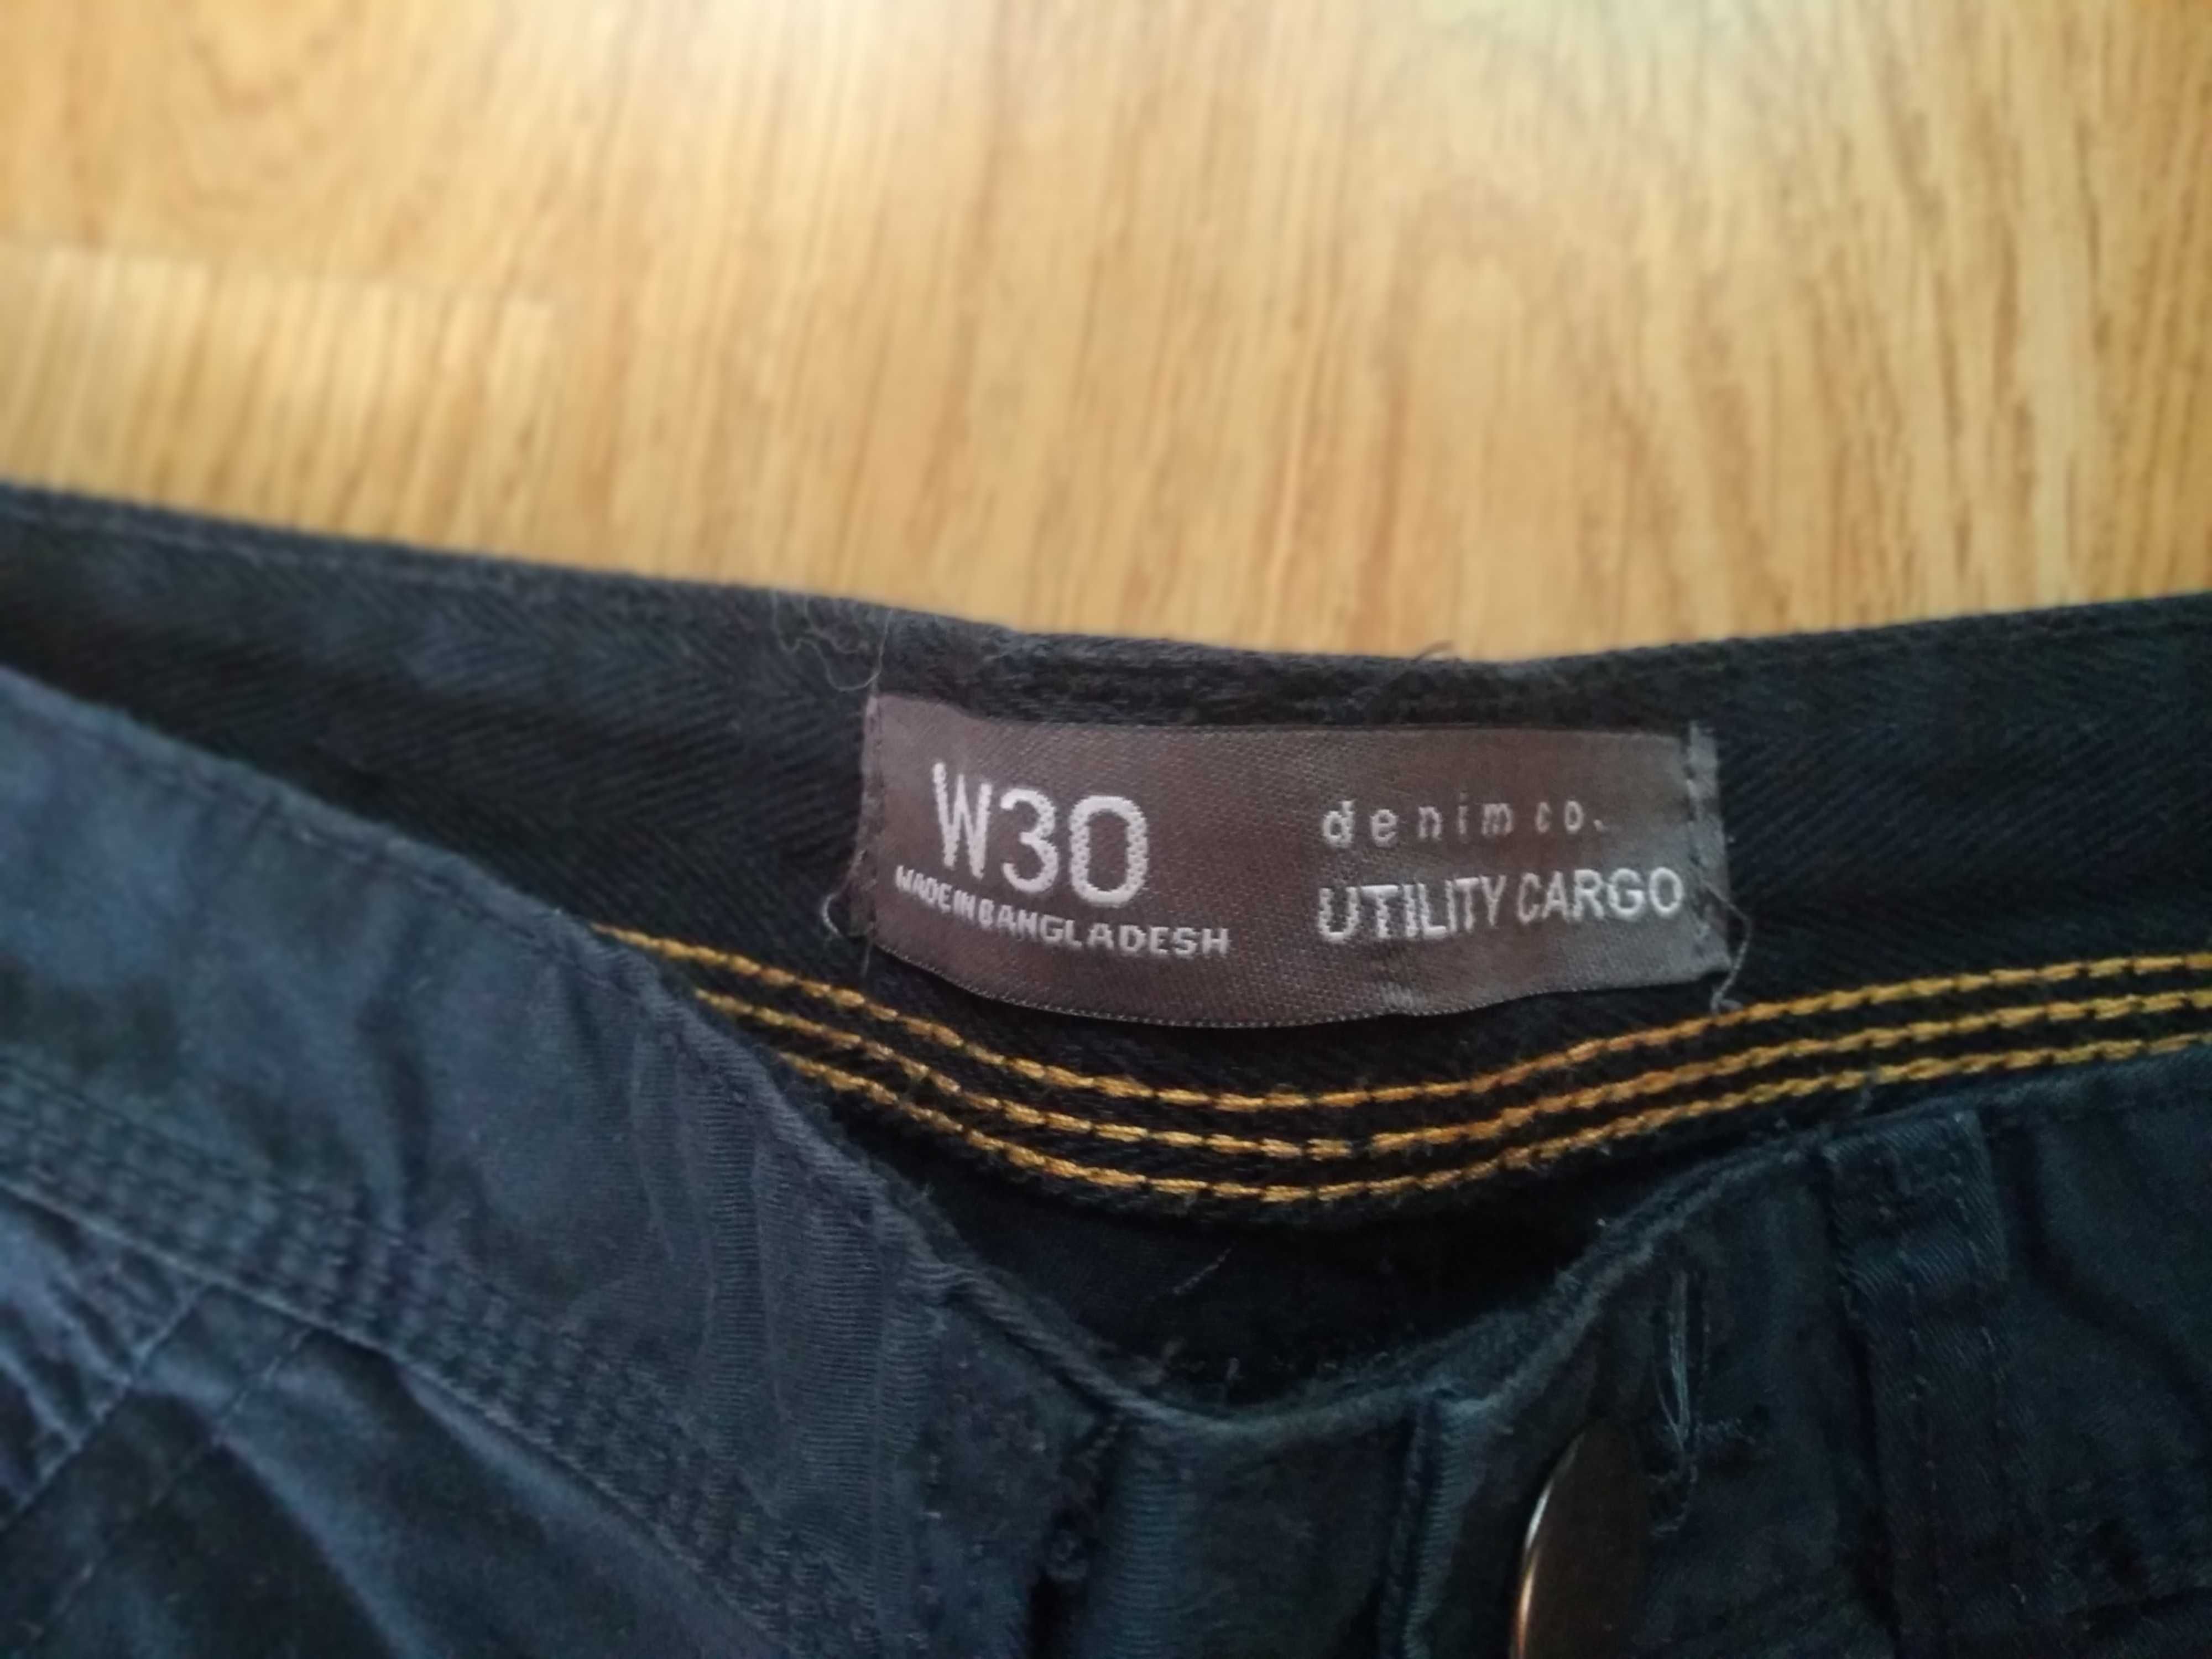 W30
MADE IN BANGLADESH
denim co.
UTILITY CARGO